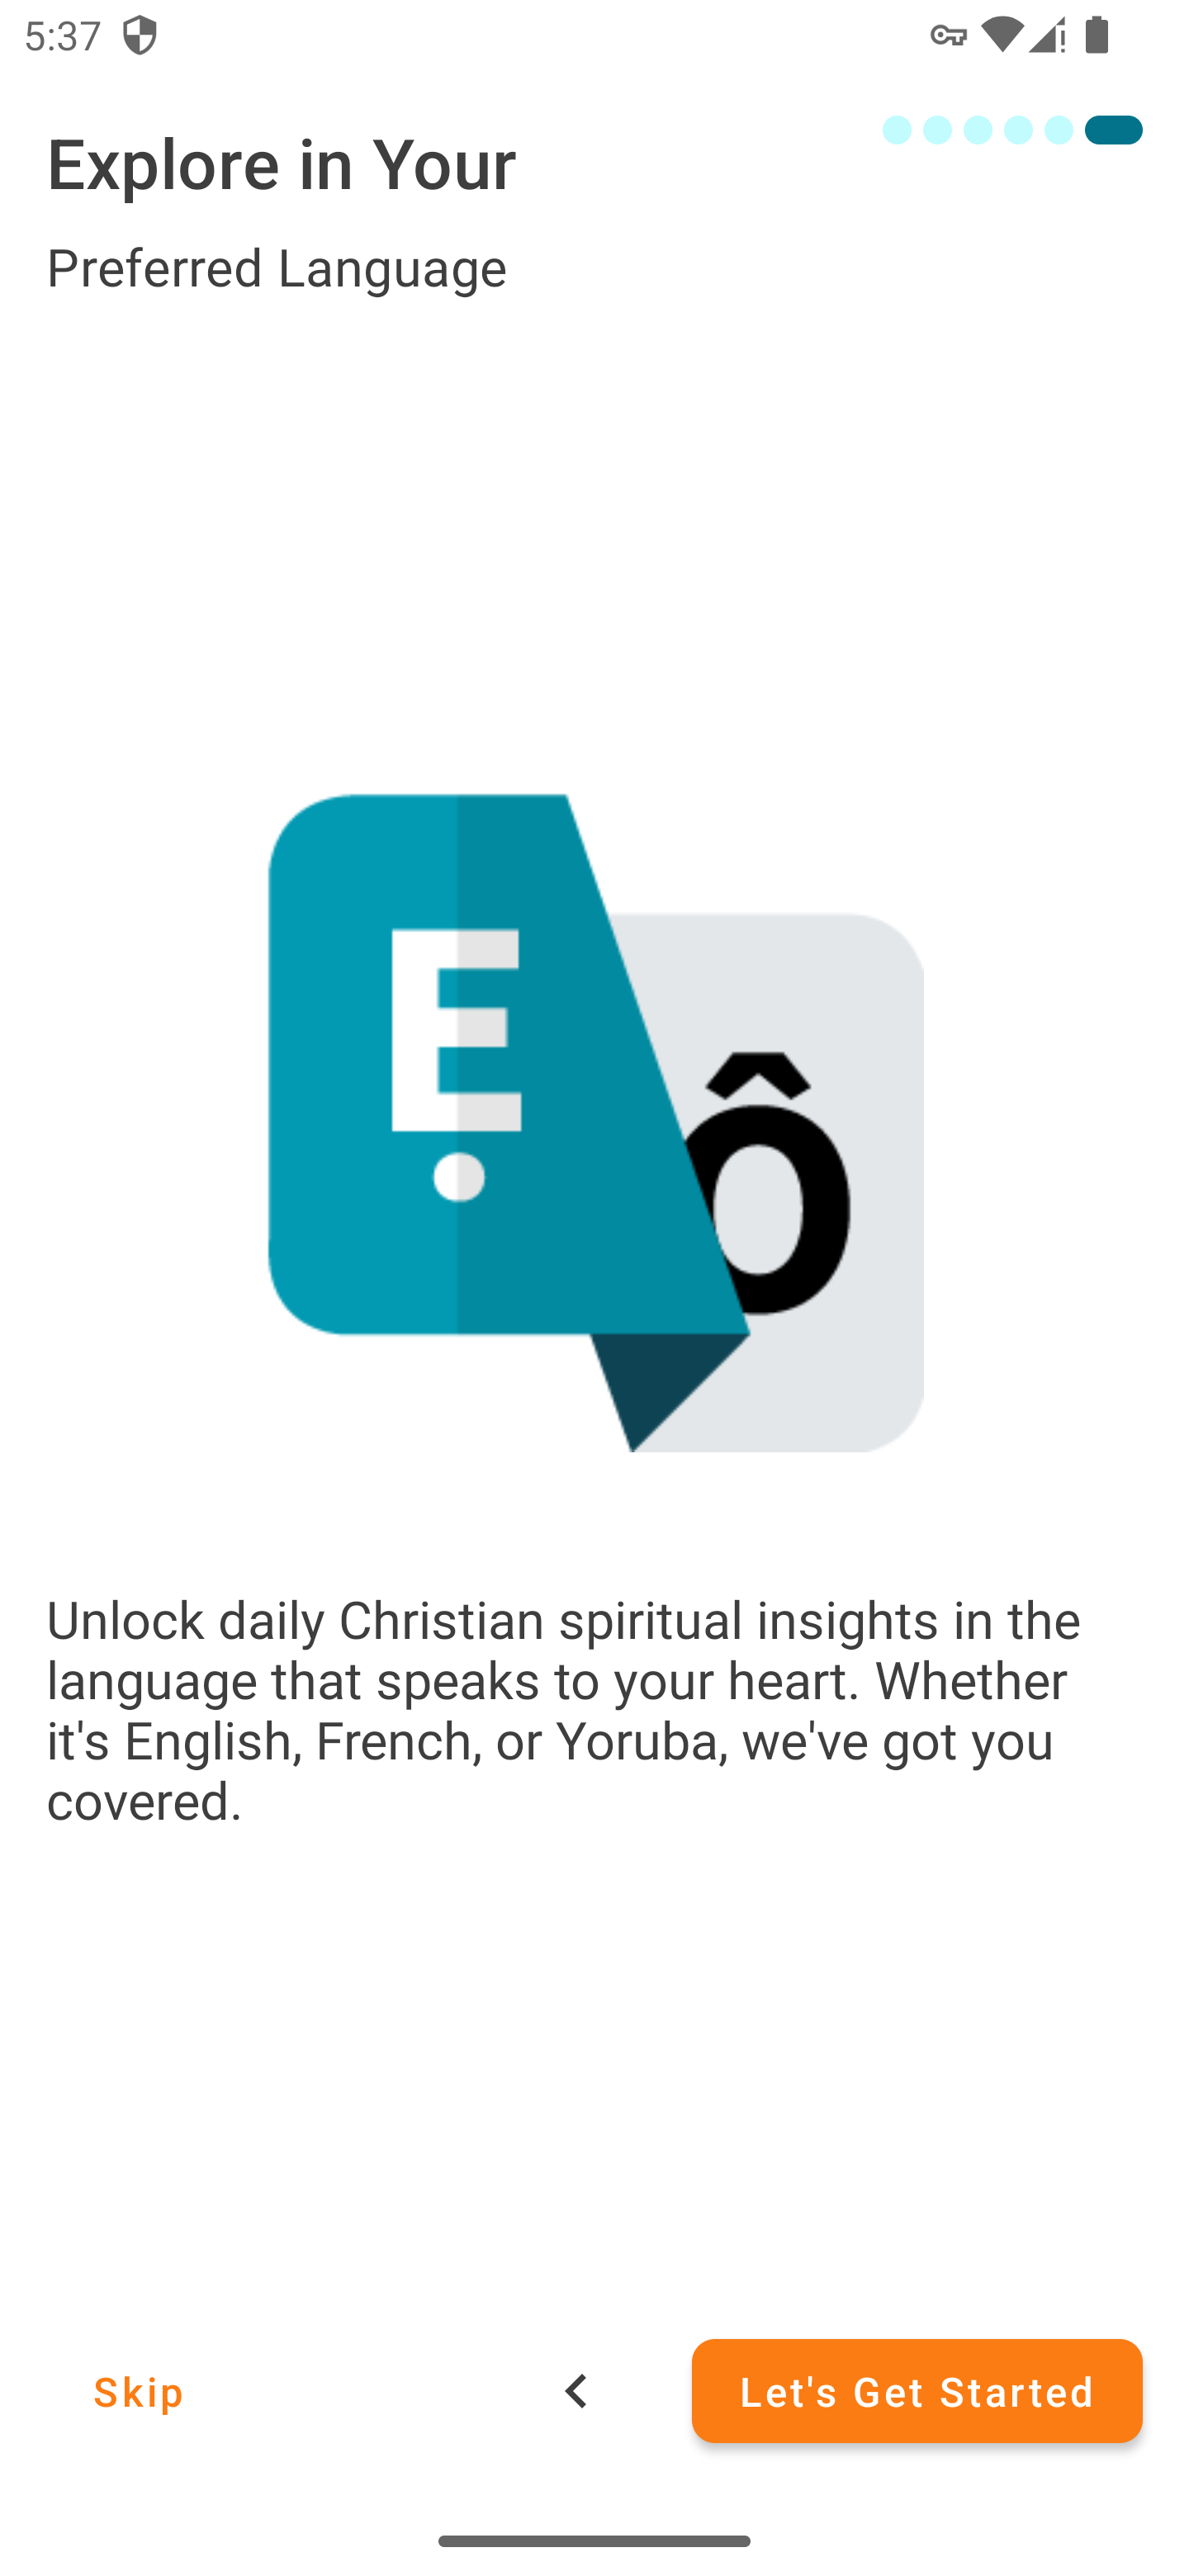 5:37
Explore in Your
Preferred Language
Ẹ
ô
Unlock daily Christian spiritual insights in the
language that speaks to your heart. Whether
it's English, French, or Yoruba, we've got you
covered.
Skip
Let's Get Started